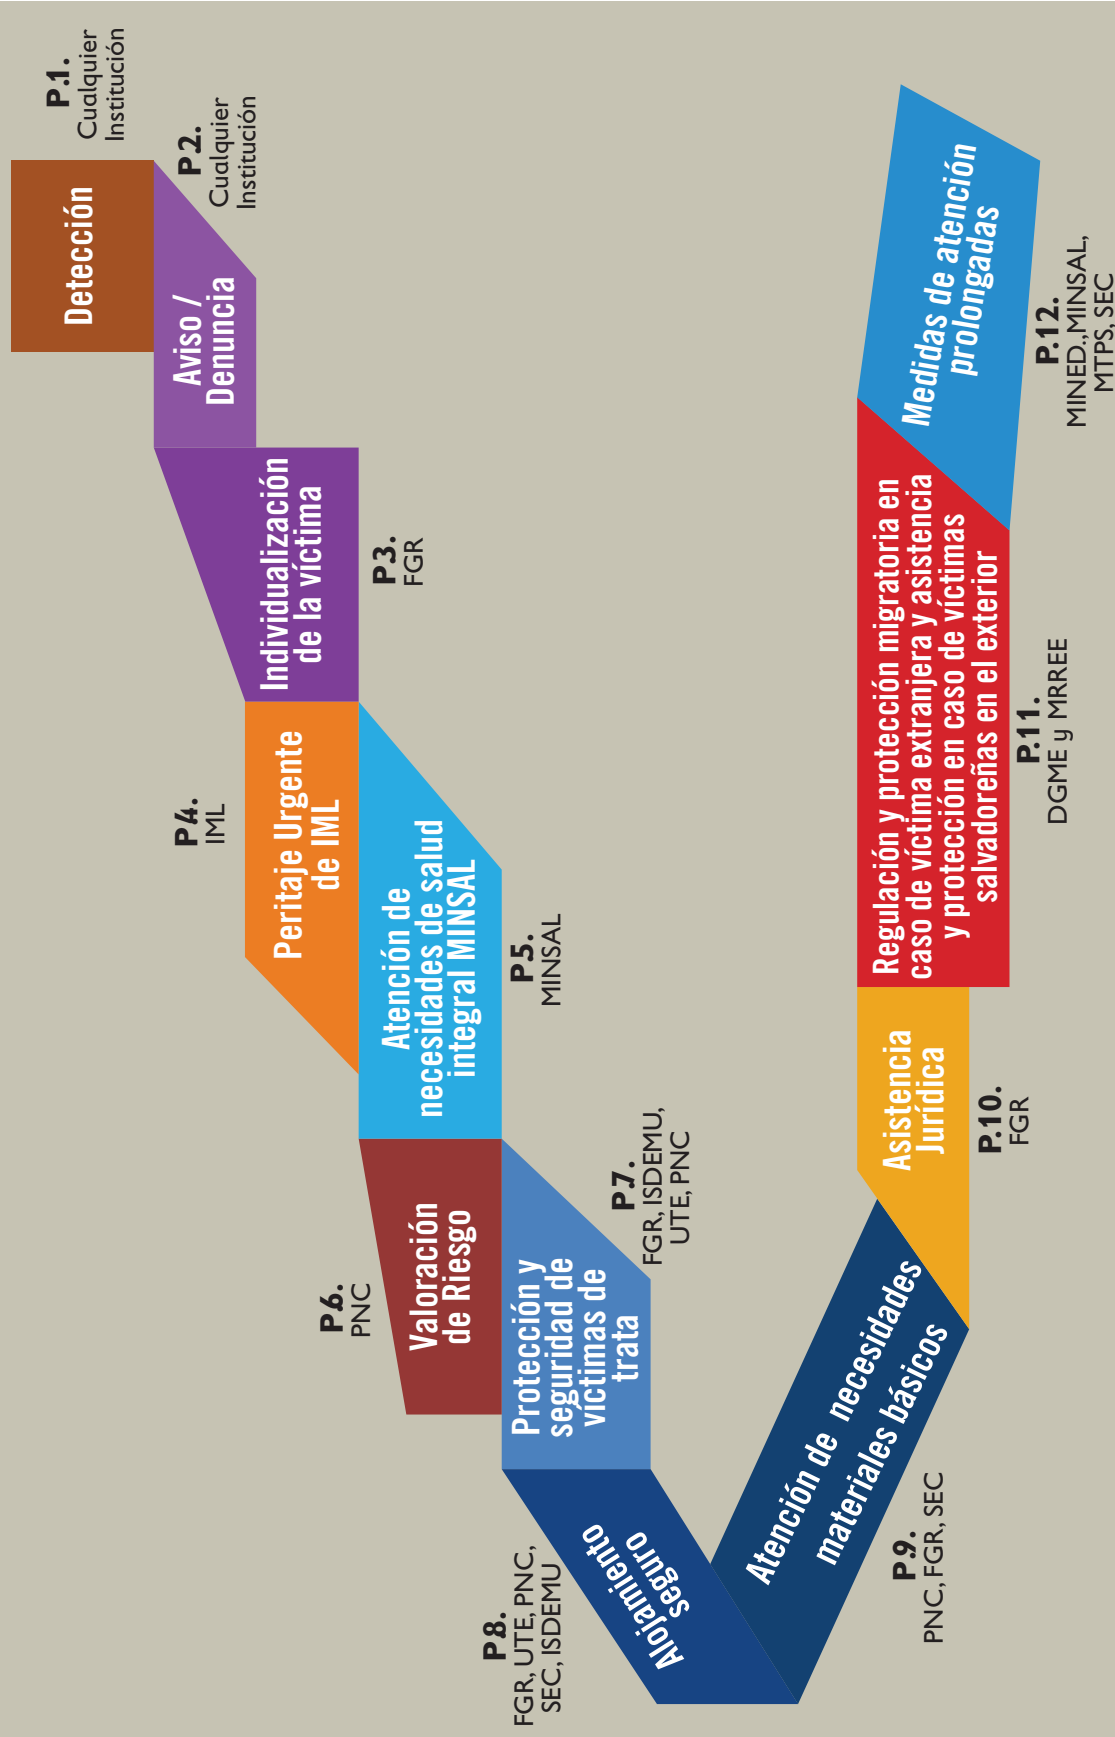 P.1.
Cualquier
Institución
Detección
P.2.
Cualquier
Institución
Aviso /
Denuncia
Individualización
de la víctima
P.3.
FGR
P.4.
IML
Peritaje Urgente
de IML
Atención de
necesidades de salud
integral MINSAL
P.5.
MINSAL
P.6.
PNC
Valoración
de Riesgo
Protección y
seguridad de
víctimas de
trata
P.7.
FGR, ISDEMU,
UTE, PNC
P.8.
FGR, UTE, PNC,
SEC, ISDEMU
Alojamiento
seguro
Atención de necesidades
materiales básicos
P.9.
PNC, FGR, SEC
Asistencia
Jurídica
P.10.
FGR
Regulación y protección migratoria en
caso de víctima extranjera y asistencia
y protección en caso de víctimas
salvadoreñas en el exterior
P.11.
DGME y MRREE
Medidas de atención
prolongadas
P.12.
MINED., MINSAL,
MTPS, SEC